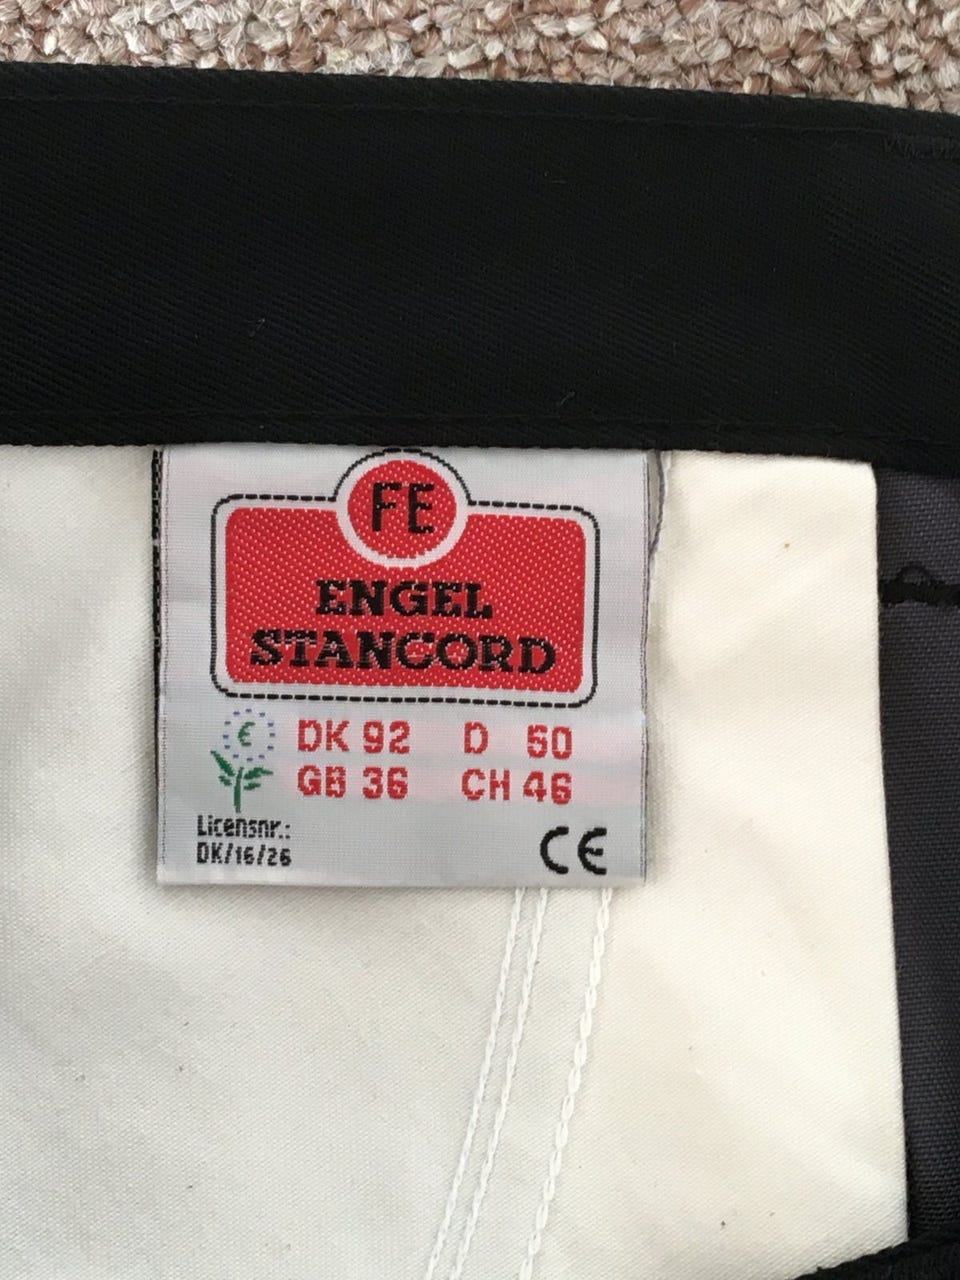 FE
ENGEL
STANCORD
DK 92 D 50
GB 36 CH 46
Licensnr.:
DK/16/26
CE